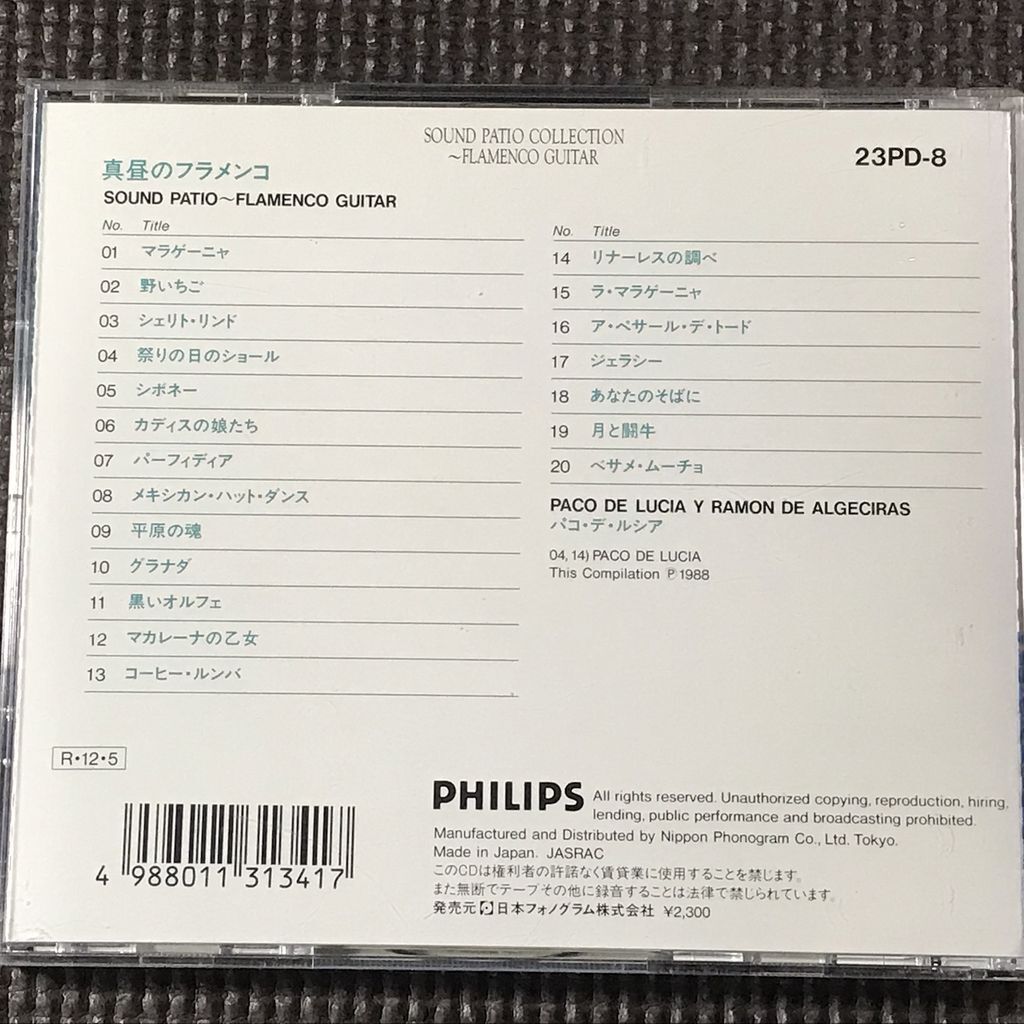 SOUND PATIO COLLECTION
～FLAMENCO GUITAR
23PD-8
真昼のフラメンコ
SOUND PATIO～FLAMENCO GUITAR
No. Title
01 マラゲーニャ
02 野いちご
03 シェリト・リンド
04 祭りの日のショール
05 シボネー
06 カディスの娘たち
07 パーフィディア
08 メキシカン・ハット・ダンス
09 平原の魂
10 グラナダ
11 黒いオルフェ
12 マカレーナの乙女
13 コーヒー・ルンバ
No. Title
14 リナーレスの調べ
15 ラ・マラゲーニャ
16 ア・ペサール・デ・トード
17 ジェラシー
18 あなたのそばに
19 月と闘牛
20 ベサメ・ムーチョ
PACO DE LUCIA Y RAMON DE ALGECIRAS
パコ・デ・ルシア
04, 14) PACO DE LUCIA
This Compilation Ⓟ 1988
R・12・5
4 988011 313417
PHILIPS
All rights reserved. Unauthorized copying, reproduction, hiring,
lending, public performance and broadcasting prohibited.
Manufactured and Distributed by Nippon Phonogram Co., Ltd. Tokyo.
Made in Japan. JASRAC
このCDは権利者の許諾なく賃貸業に使用することを禁じます。
また無断でテープその他に録音することは法律で禁じられています。
発売元 日本フォノグラム株式会社 ¥2,300